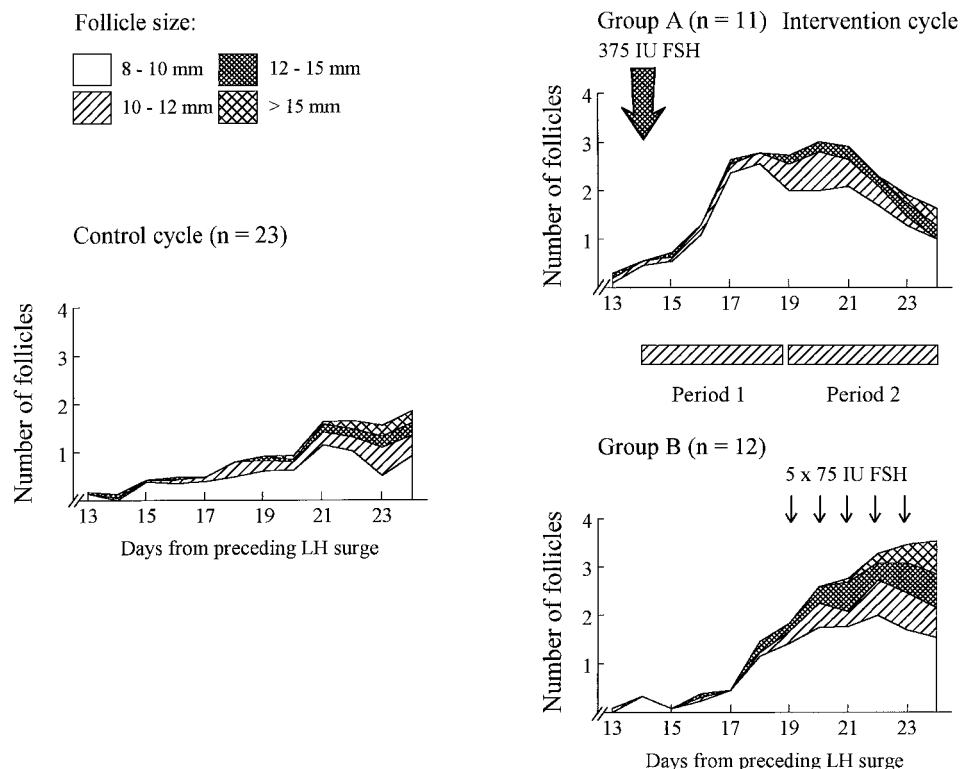 Follicle size:
8 - 10 mm
12 - 15 mm
10 - 12 mm
> 15 mm
Control cycle (n = 23)
Number of follicles
4
3
2
1
13 15 17 19 21 23
Days from preceding LH surge
Group A (n = 11) Intervention cycle
375 IU FSH
Number of follicles
4
3
2
1
13 15 17 19 21 23
Period 1 Period 2
Group B (n = 12)
5 x 75 IU FSH
Number of follicles
4
3
2
1
13 15 17 19 21 23
Days from preceding LH surge